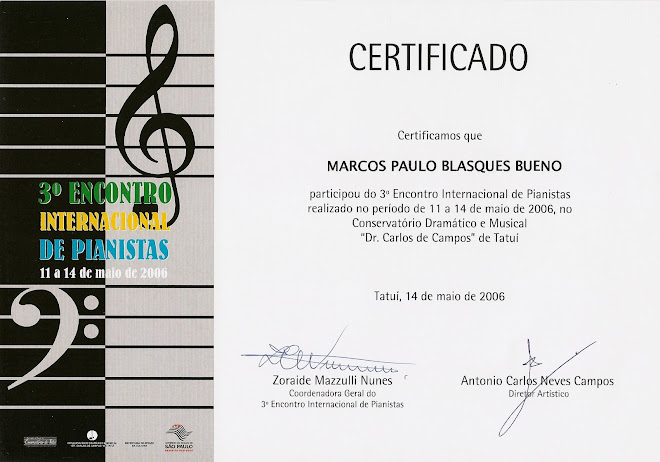 3º ENCONTRO
INTERNACIONAL
DE PIANISTAS
11 a 14 de maio de 2006
SÃO PAULO
CERTIFICADO
Certificamos que
MARCOS PAULO BLASQUES BUENO
participou do 3º Encontro Internacional de Pianistas
realizado no período de 11 a 14 de maio de 2006, no
Conservatório Dramático e Musical
“Dr. Carlos de Campos” de Tatuí
Tatuí, 14 de maio de 2006
Zoraide Mazzulli Nunes
Coordenadora Geral do
3º Encontro Internacional de Pianistas
Antonio Carlos Neves Campos
Diretor Artístico